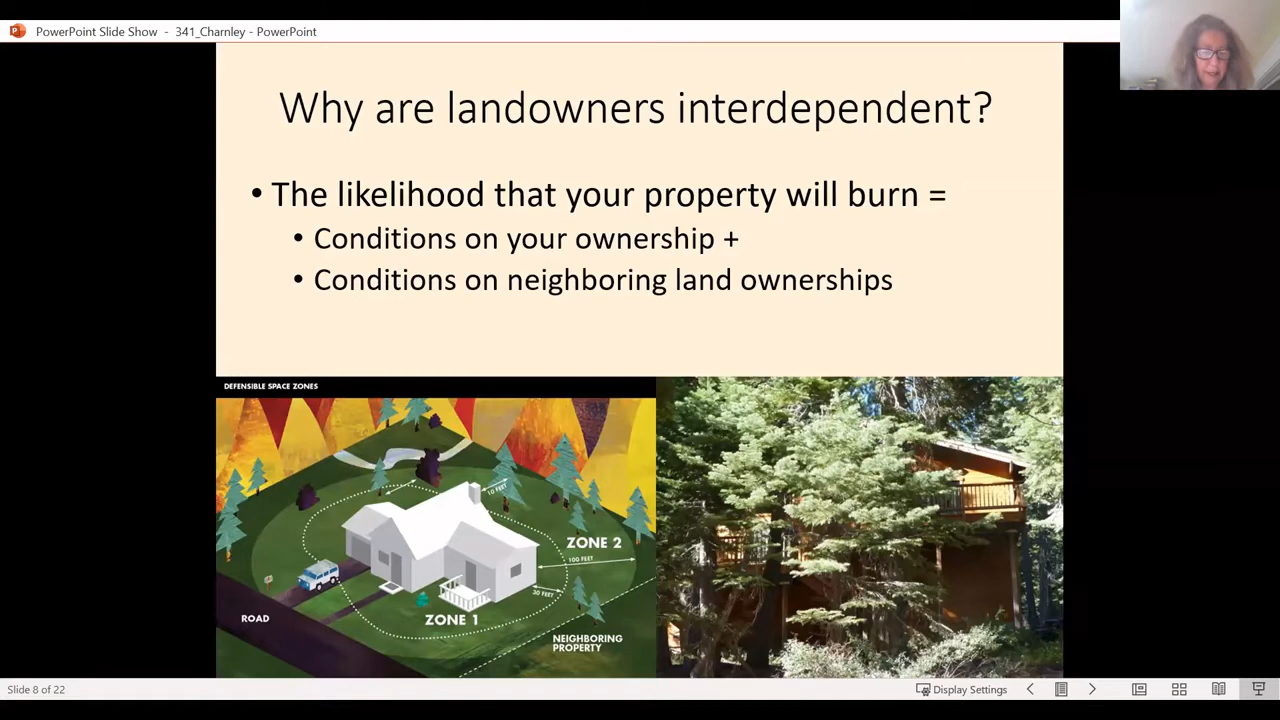 PowerPoint Slide Show - 341_Charnley - PowerPoint
Why are landowners interdependent?
• The likelihood that your property will burn =
• Conditions on your ownership +
• Conditions on neighboring land ownerships
DEFENSIBLE SPACE ZONES
10 FEET
ZONE 2
100 FEET
30 FEET
ROAD
ZONE 1
NEIGHBORING
PROPERTY
Slide 8 of 22
Display Settings